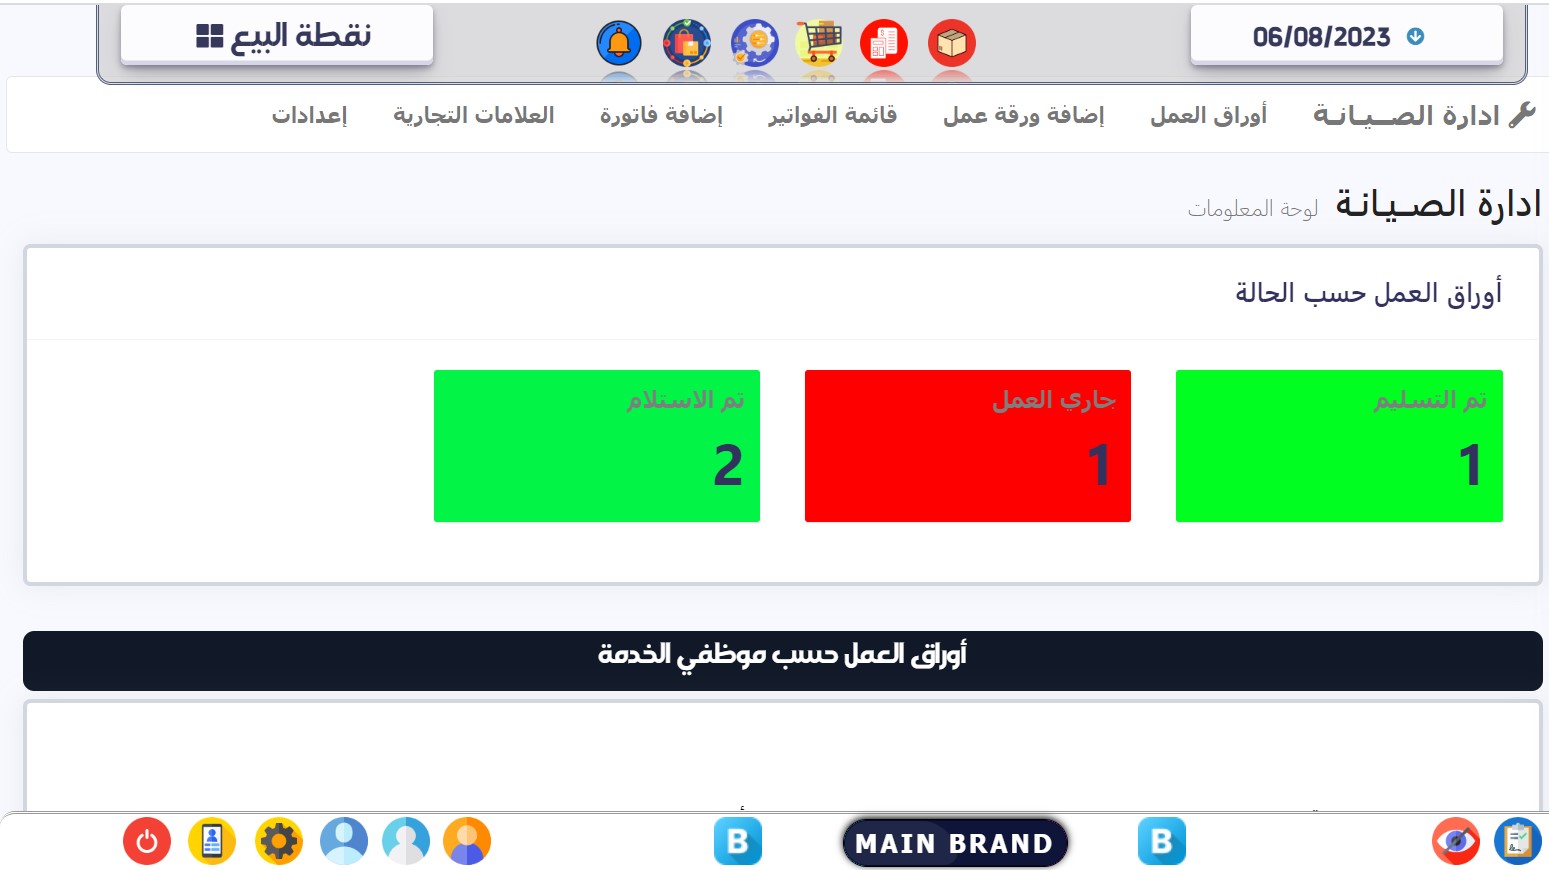 06/08/2023
نقطة البيع
ادارة الصـيـانـة
أوراق العمل
إضافة ورقة عمل
قائمة الفواتير
إضافة فاتورة
العلامات التجارية
إعدادات
ادارة الصـيـانـة لوحة المعلومات
أوراق العمل حسب الحالة
تم التسليم
1
جاري العمل
1
تم الاستلام
2
أوراق العمل حسب موظفي الخدمة
B
MAIN BRAND
B